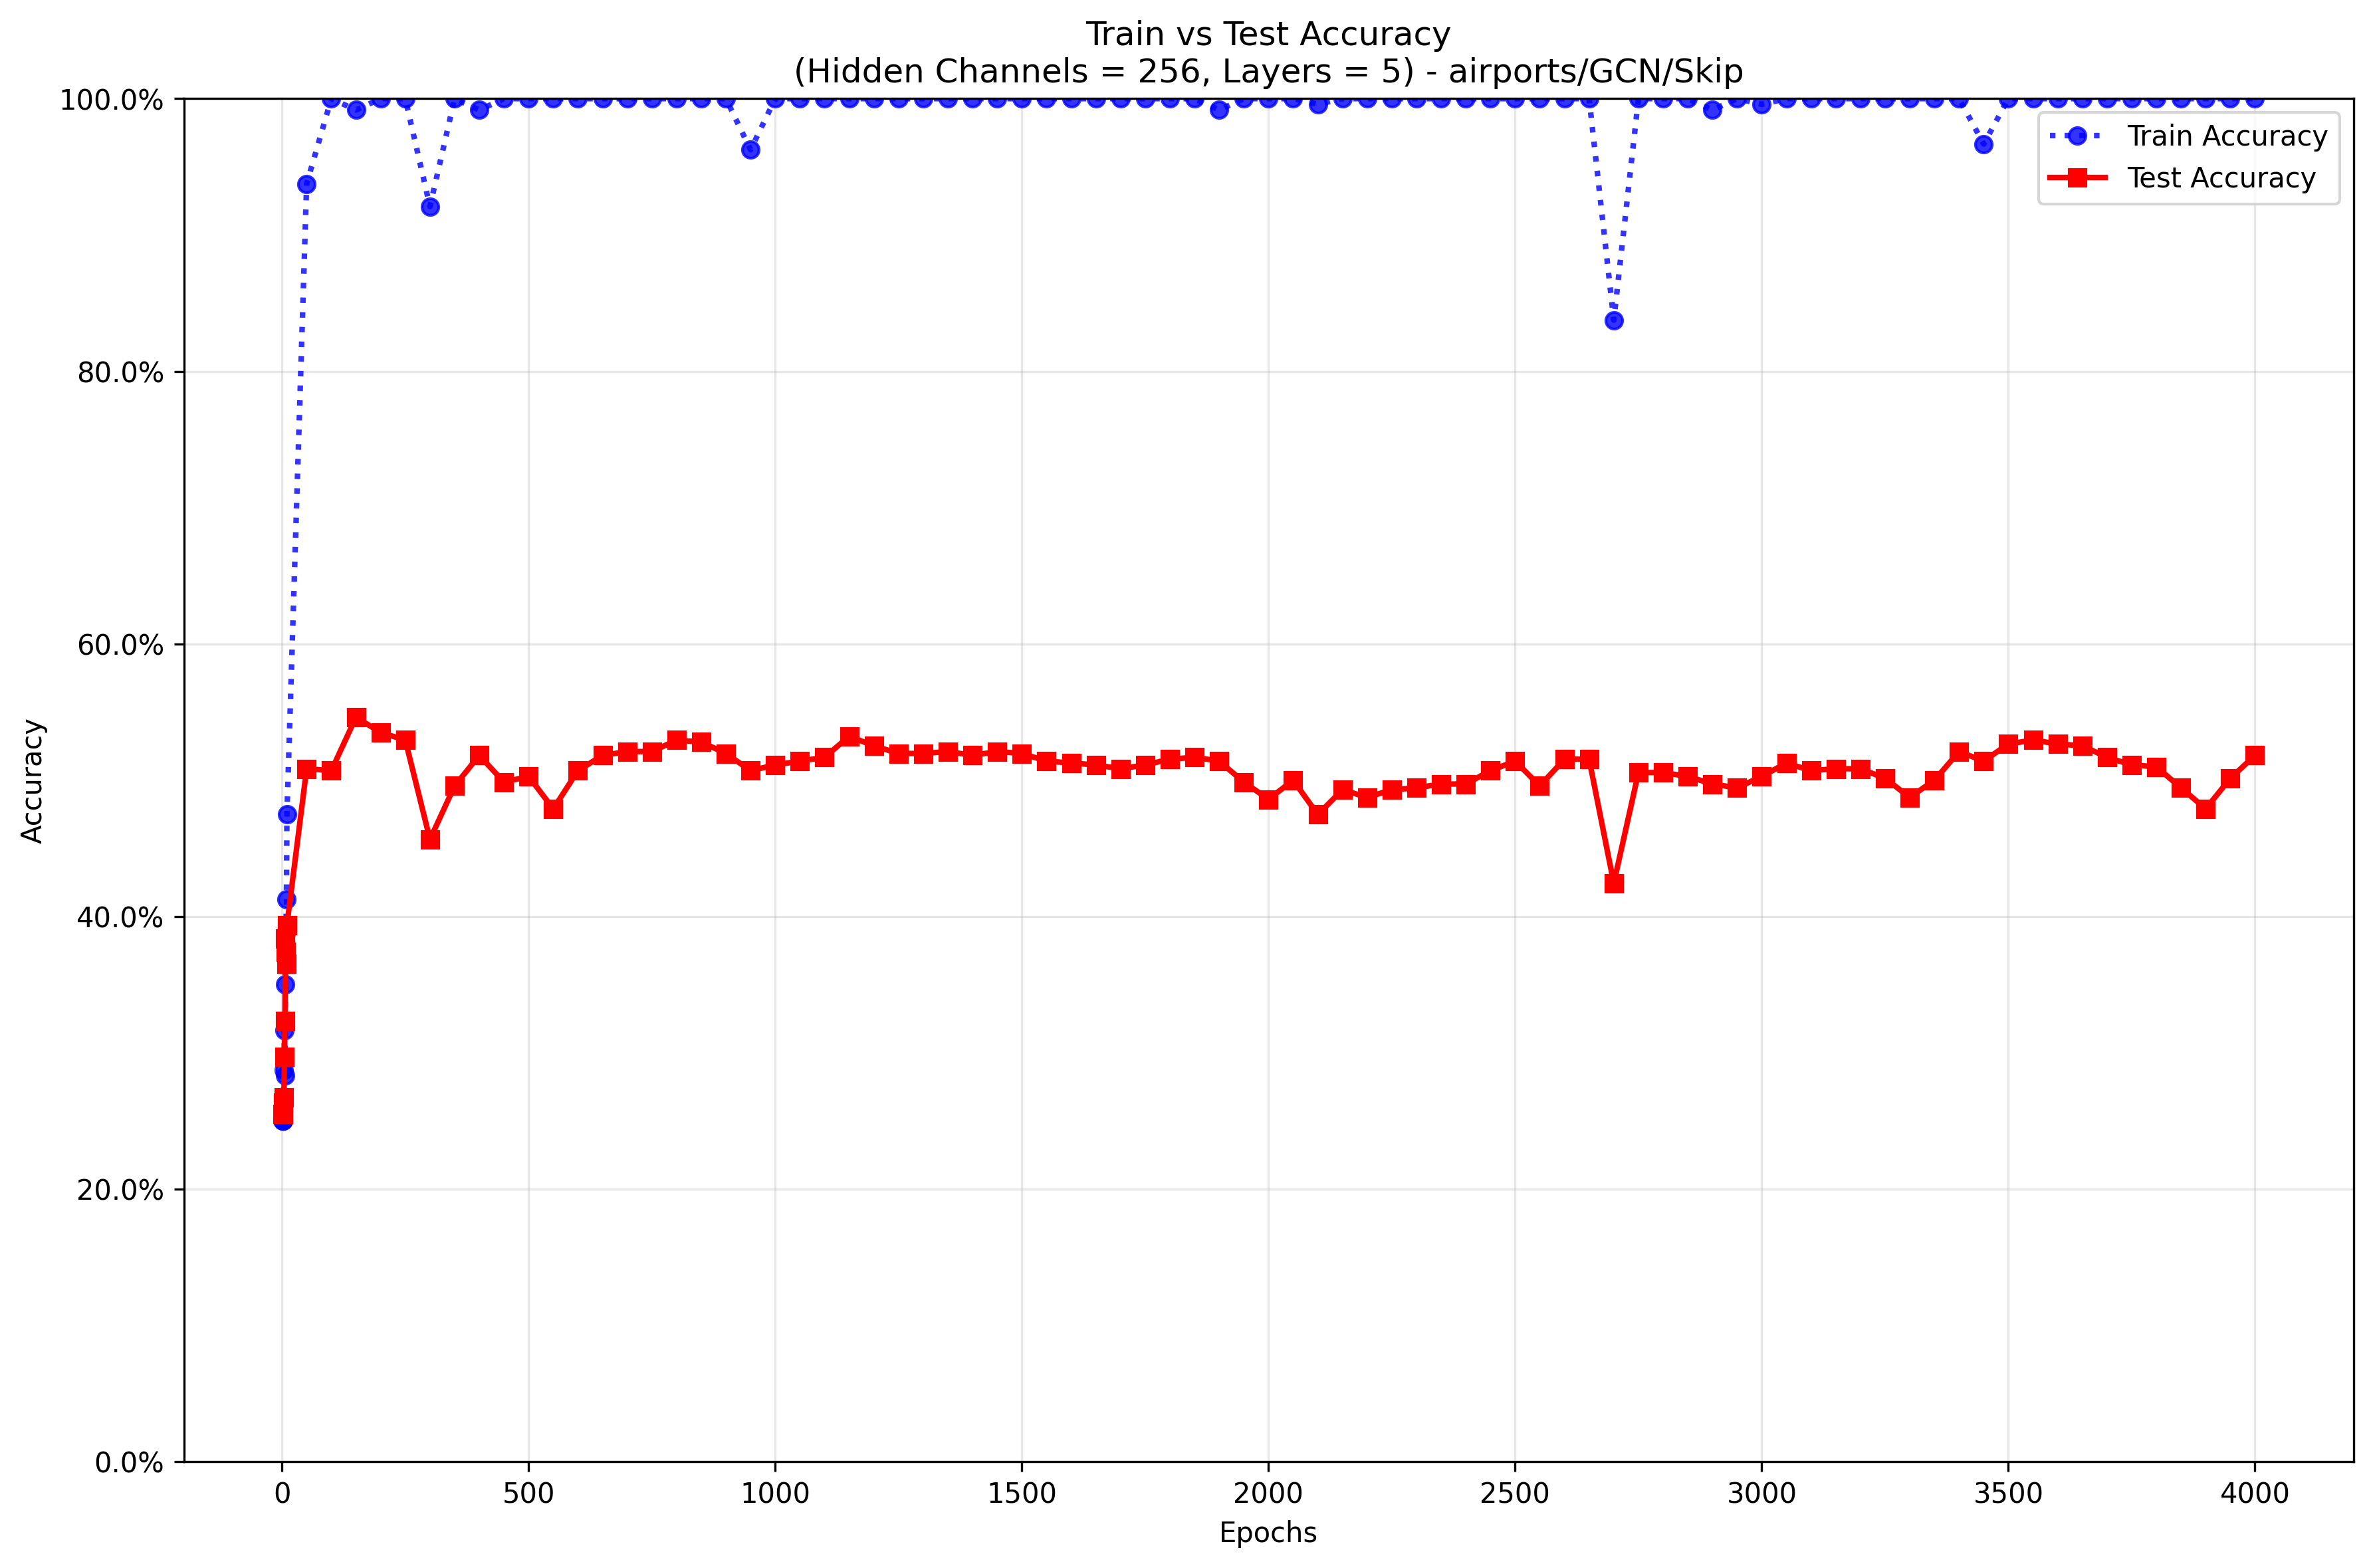 Train vs Test Accuracy
(Hidden Channels = 256, Layers = 5) - airports/GCN/Skip
100.0%
80.0%
60.0%
40.0%
20.0%
0.0%
Accuracy
Train Accuracy
Test Accuracy
0 500 1000 1500 2000 2500 3000 3500 4000
Epochs